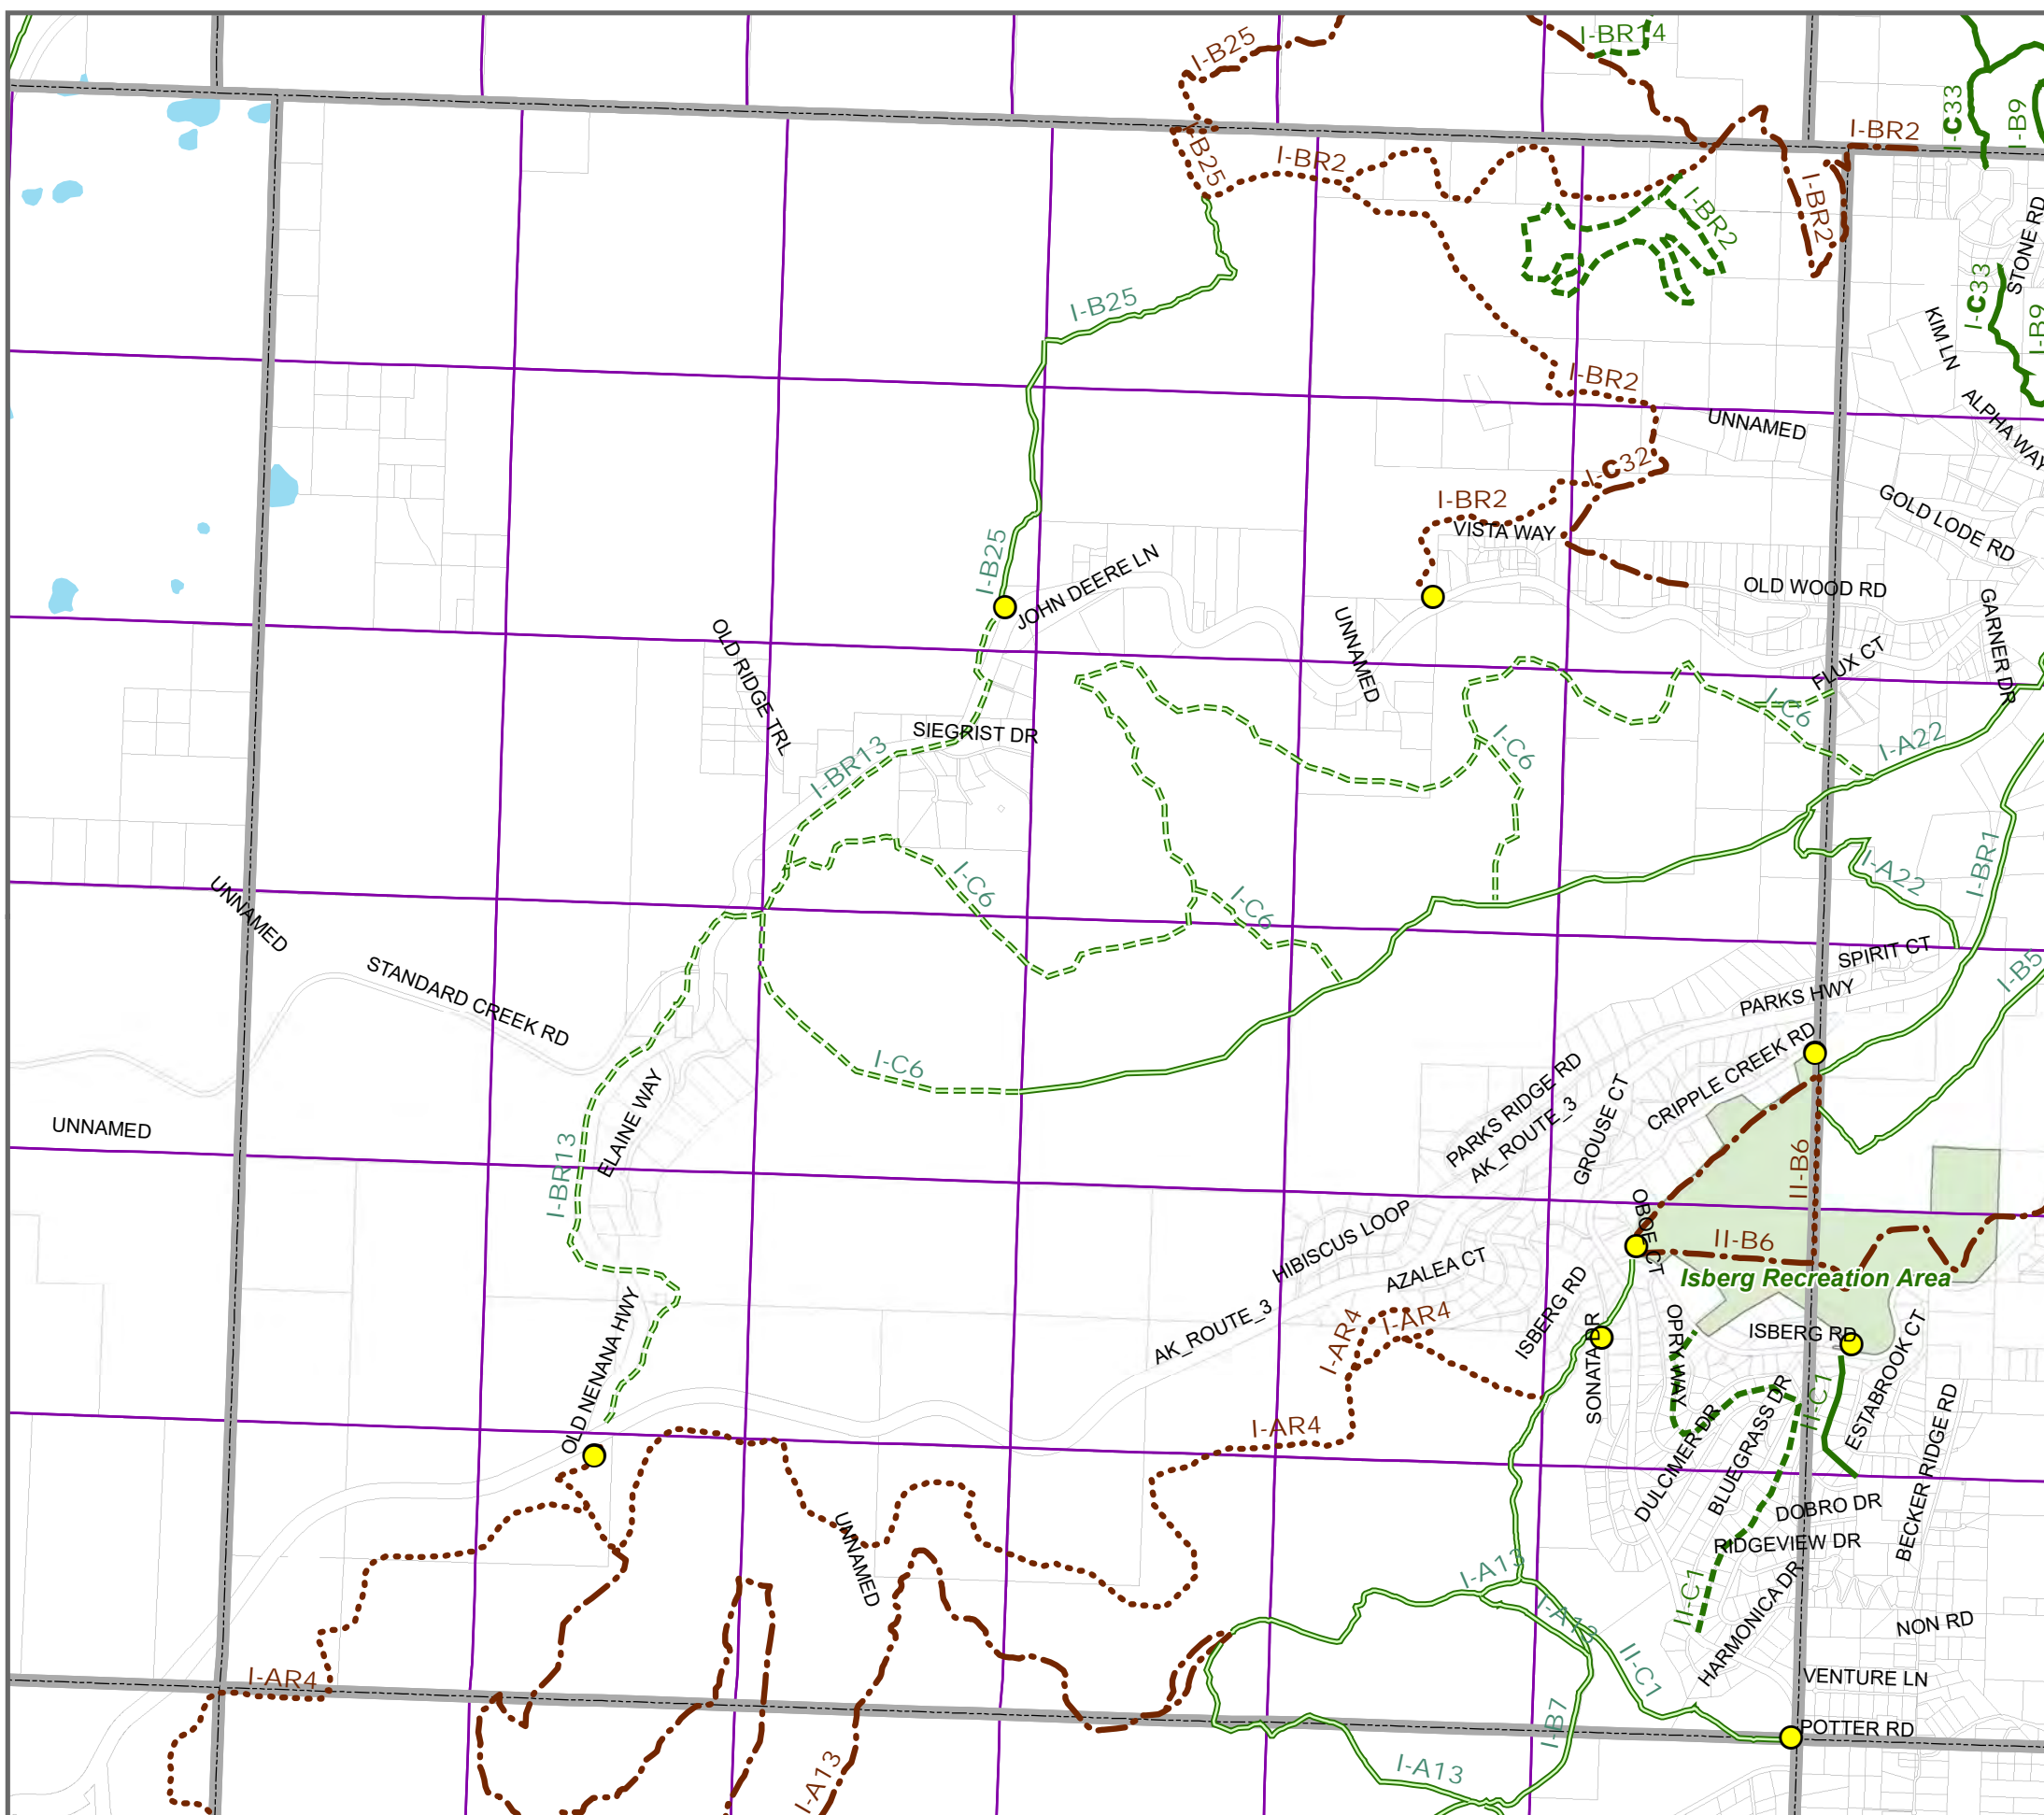 I-B25
I-BR14
I-B25
I-BR2
I-BR2
I-BR2
I-c33
I-B9
I-BR2
STONE RD
I-B25
I-c33
I-B9
KIM LN
I-BR2
UNNAMED
ALPHA WAY
I-c32
I-BR2
VISTA WAY
GOLD LODE RD
I-B25
JOHN DEERE LN
OLD WOOD RD
GARNER DR
OLD RIDGE TRL
UNNAMED
FLUX CT
I-C6
SIEGRIST DR
I-C6
I-A22
I-BR13
I-C6
I-C6
I-A22
I-BR1
UNNAMED
STANDARD CREEK RD
SPIRIT CT
I-B5
PARKS HWY
I-C6
PARKS RIDGE RD
CRIPPLE CREEK RD
AK_ROUTE_3
GROUSE CT
UNNAMED
ELAINE WAY
I-BR13
II-B6
HIBISCUS LOOP
OBOE CT
II-B6
AZALEA CT
Isberg Recreation Area
AK_ROUTE_3
I-AR4
I-AR4
ISBERG RD
SONATA DR
OPRY WAY
ISBERG RD
OLD NENANA HWY
II-C1
ESTABROOK CT
I-AR4
DULCIMER DR
BLUEGRASS DR
BECKER RIDGE RD
DOBRO DR
RIDGEVIEW DR
UNNAMED
I-A13
I-A13
II-C1
II-C1
HARMONICA DR
NON RD
I-AR4
VENTURE LN
I-B7
POTTER RD
I-A13
I-A13